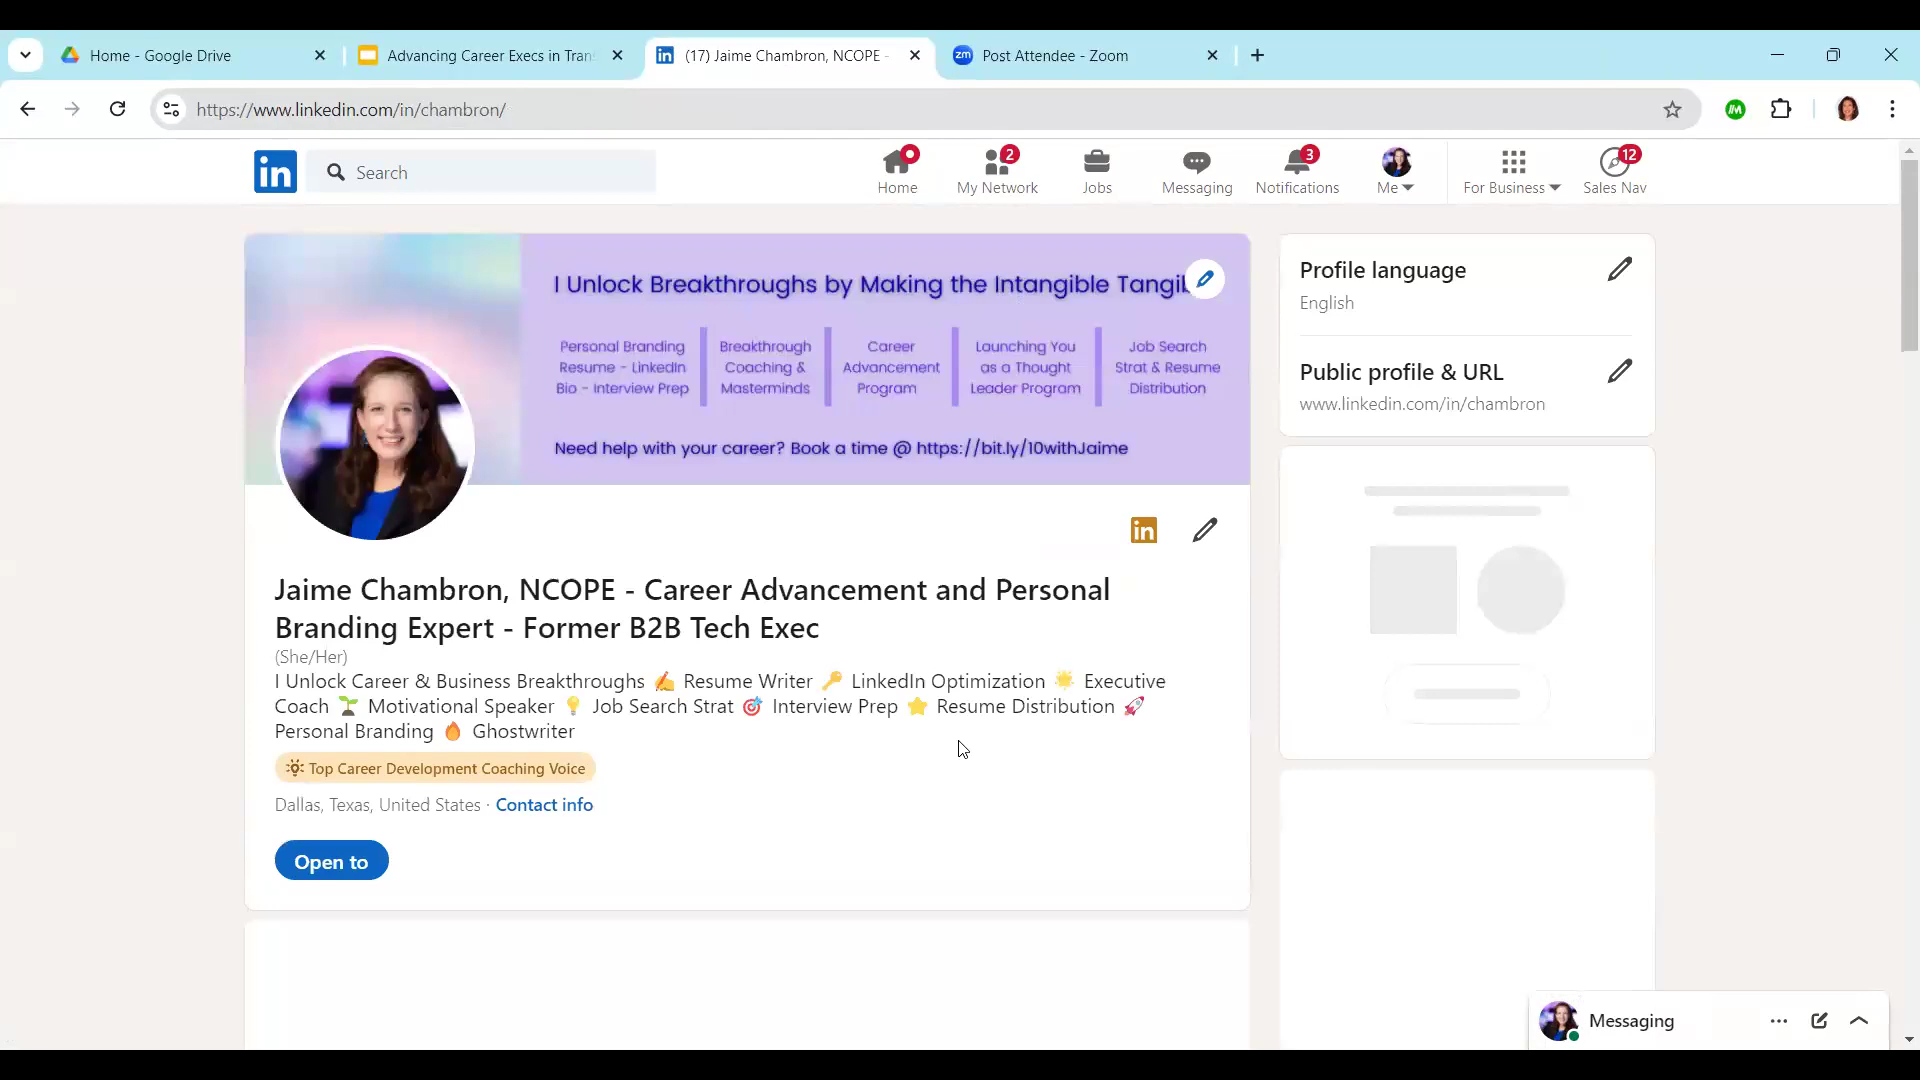 Home - Google Drive
Advancing Career Execs in Tran
(17) Jaime Chambron, NCOPE -
zm
Post Attendee - Zoom
https://www.linkedin.com/in/chambron/
in
Search
Home
2
My Network
Jobs
Messaging
3
Notifications
Me
For Business
12
Sales Nav
I Unlock Breakthroughs by Making the Intangible Tangi
Personal Branding
Resume - LinkedIn
Bio - Interview Prep
Breakthrough
Coaching &
Masterminds
Career
Advancement
Program
Launching You
as a Thought
Leader Program
Job Search
Strat & Resume
Distribution
Need help with your career? Book a time @ https://bit.ly/10withJaime
in
Jaime Chambron, NCOPE - Career Advancement and Personal
Branding Expert - Former B2B Tech Exec
(She/Her)
I Unlock Career & Business Breakthroughs ✍️ Resume Writer 🔑 LinkedIn Optimization 🌟 Executive
Coach 🌱 Motivational Speaker 💡 Job Search Strat 🎯 Interview Prep ⭐ Resume Distribution 🚀
Personal Branding 🔥 Ghostwriter
Top Career Development Coaching Voice
Dallas, Texas, United States · Contact info
Open to
Profile language
English
Public profile & URL
www.linkedin.com/in/chambron
Messaging